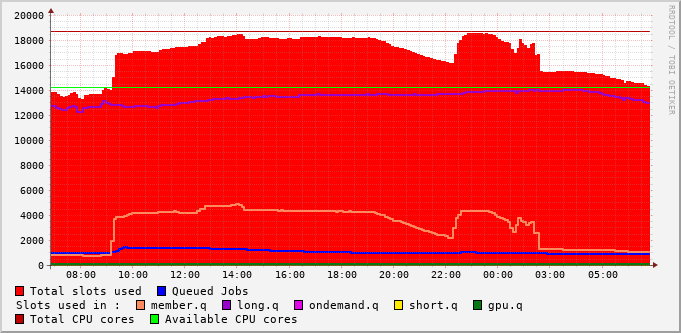 20000
18000
16000
14000
12000
10000
8000
6000
4000
2000
0
08:00 10:00 12:00 14:00 16:00 18:00 20:00 22:00 00:00 03:00 05:00
Total slots used Queued Jobs
Slots used in : member.q long.q ondemand.q short.q gpu.q
Total CPU cores Available CPU cores
RRDTOOL / TOBI OETIKER